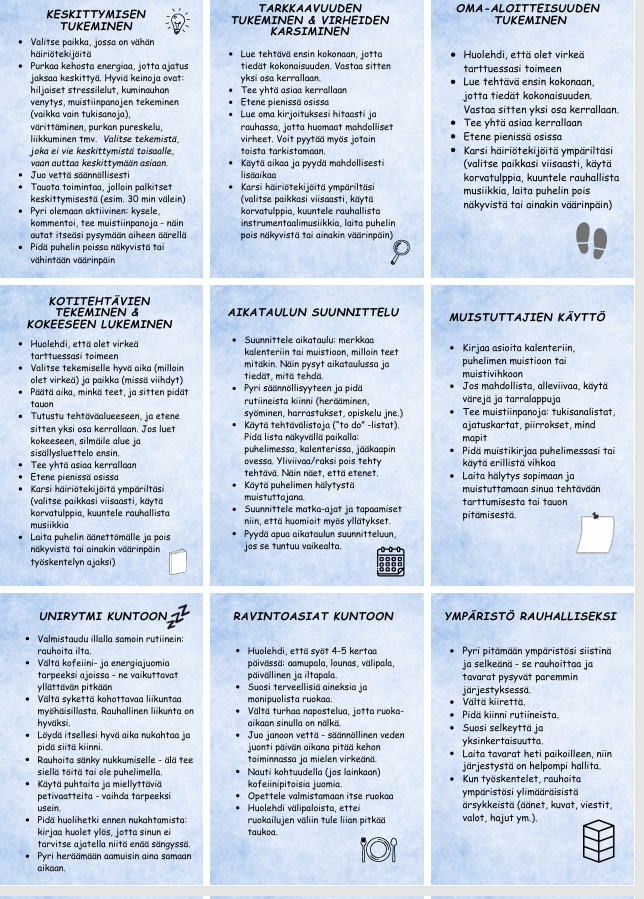 KESKITTYMISEN
TUKEMINEN
• Valitse paikka, jossa on vähän
häiriötekijöitä
• Purkaa kehosta energiaa, jotta ajatus
jaksaa keskittyä. Hyviä keinoja ovat:
hiljaiset stressilelut, kuminauhan
venytys, muistiinpanojen tekeminen
(vaikka vain tukisanoja),
värittäminen, purkan pureskelu,
liikkuminen tmv. Valitse tekemistä,
joka ei vie keskittymistä toisaalle,
vaan auttaa keskittymään asiaan.
• Juo vettä säännöllisesti
• Tauota toimintaa, jolloin palkitset
keskittymisestä (esim. 30 min välein)
• Pyri olemaan aktiivinen: kysele,
kommentoi, tee muistiinpanoja - näin
autat itseäsi pysymään aiheen äärellä
• Pidä puhelin poissa näkyvistä tai
vähintään väärinpäin
TARKKAAVUUDEN
TUKEMINEN & VIRHEIDEN
KARSIMINEN
• Lue tehtävä ensin kokonaan, jotta
tiedät kokonaisuuden. Vastaa sitten
yksi osa kerrallaan.
• Tee yhtä asiaa kerrallaan
• Etene pienissä osissa
• Lue oma kirjoituksesi hitaasti ja
rauhassa, jotta huomaat mahdolliset
virheet. Voit pyytää myös jotain
toista tarkistamaan.
• Käytä aikaa ja pyydä mahdollisesti
lisäaikaa
• Karsi häiriötekijöitä ympäriltäsi
(valitse paikkasi viisaasti, käytä
korvatulppia, kuuntele rauhallista
instrumentaalimusiikkia, laita puhelin
pois näkyvistä tai ainakin väärinpäin)
OMA-ALOITTEISUUDEN
TUKEMINEN
• Huolehdi, että olet virkeä
tarttuessasi toimeen
• Lue tehtävä ensin kokonaan,
jotta tiedät kokonaisuuden.
Vastaa sitten yksi osa kerrallaan.
• Tee yhtä asiaa kerrallaan
• Etene pienissä osissa
• Karsi häiriötekijöitä ympäriltäsi
(valitse paikkasi viisaasti, käytä
korvatulppia, kuuntele rauhallista
musiikkia, laita puhelin pois
näkyvistä tai ainakin väärinpäin)
KOTITEHTÄVIEN
TEKEMINEN &
KOKEESEEN LUKEMINEN
• Huolehdi, että olet virkeä
tarttuessasi toimeen
• Valitse tekemiselle hyvä aika (milloin
olet virkeä) ja paikka (missä viihdyt)
• Päätä aika, minkä teet, ja sitten pidät
tauon
• Tutustu tehtäväalueeseen, ja etene
sitten yksi osa kerrallaan. Jos luet
kokeeseen, silmäile alue ja
sisällysluettelo ensin.
• Tee yhtä asiaa kerrallaan
• Etene pienissä osissa
• Karsi häiriötekijöitä ympäriltäsi
(valitse paikkasi viisaasti, käytä
korvatulppia, kuuntele rauhallista
musiikkia
• Laita puhelin äänettömälle ja pois
näkyvistä tai ainakin väärinpäin
työskentelyn ajaksi)
AIKATAULUN SUUNNITTELU
• Suunnittele aikataulu: merkkaa
kalenteriin tai muistioon, milloin teet
mitäkin. Näin pysyt aikataulussa ja
tiedät, mitä tehdä.
• Pyri säännöllisyyteen ja pidä
rutiineista kiinni (herääminen,
syöminen, harrastukset, opiskelu jne.)
• Käytä tehtävälistoja ("to do" -listat).
Pidä lista näkyvällä paikalla:
puhelimessa, kalenterissa, jääkaapin
ovessa. Yliviivaa/raksi pois tehty
tehtävä. Näin näet, että etenet.
• Käytä puhelimen hälytystä
muistuttajana.
• Suunnittele matka-ajat ja tapaamiset
niin, että huomioit myös yllätykset.
• Pyydä apua aikataulun suunnitteluun,
jos se tuntuu vaikealta.
MUISTUTTAJIEN KÄYTTÖ
• Kirjaa asioita kalenteriin,
puhelimen muistioon tai
muistivihkoon
• Jos mahdollista, alleviivaa, käytä
värejä ja tarralappuja
• Tee muistiinpanoja: tukisanalistat,
ajatuskartat, piirrokset, mind
mapit
• Pidä muistikirjaa puhelimessasi tai
käytä erillistä vihkoa
• Laita hälytys sopimaan ja
muistuttamaan sinua tehtävään
tarttumisesta tai tauon
pitämisestä.
UNIRYTMI KUNTOON
ZZZ
• Valmistaudu illalla samoin rutiinein:
rauhoita ilta.
• Vältä kofeiini- ja energiajuomia
tarpeeksi ajoissa - ne vaikuttavat
yllättävän pitkään
• Vältä sykettä kohottavaa liikuntaa
myöhäisillasta. Rauhallinen liikunta on
hyväksi.
• Löydä itsellesi hyvä aika nukahtaa ja
pidä siitä kiinni.
• Rauhoita sänky nukkumiselle - älä tee
siellä töitä tai ole puhelimella.
• Käytä puhtaita ja miellyttäviä
petivaatteita - vaihda tarpeeksi
usein.
• Pidä huolihetki ennen nukahtamista:
kirjaa huolet ylös, jotta sinun ei
tarvitse ajatella niitä enää sängyssä.
• Pyri heräämään aamuisin aina samaan
aikaan.
RAVINTOASIAT KUNTOON
• Huolehdi, että syöt 4-5 kertaa
päivässä: aamupala, lounas, välipala,
päivällinen ja iltapala.
• Suosi terveellisiä aineksia ja
monipuolista ruokaa.
• Vältä turhaa napostelua, jotta ruoka-
aikaan sinulla on nälkä.
• Juo janoon vettä - säännöllinen veden
juonti päivän aikana pitää kehon
toiminnassa ja mielen virkeänä.
• Nauti kohtuudella (jos lainkaan)
kofeiinipitoisia juomia.
• Opettele valmistamaan itse ruokaa
• Huolehdi välipaloista, ettei
ruokailujen väliin tule liian pitkää
taukoa.
YMPÄRISTÖ RAUHALLISEKSI
• Pyri pitämään ympäristösi siistinä
ja selkeänä - se rauhoittaa ja
tavarat pysyvät paremmin
järjestyksessä.
• Vältä kiirettä.
• Pidä kiinni rutiineista.
• Suosi selkeyttä ja
yksinkertaisuutta.
• Laita tavarat heti paikoilleen, niin
järjestystä on helpompi hallita.
• Kun työskentelet, rauhoita
ympäristösi ylimääräisistä
ärsykkeistä (äänet, kuvat, viestit,
valot, hajut ym.).